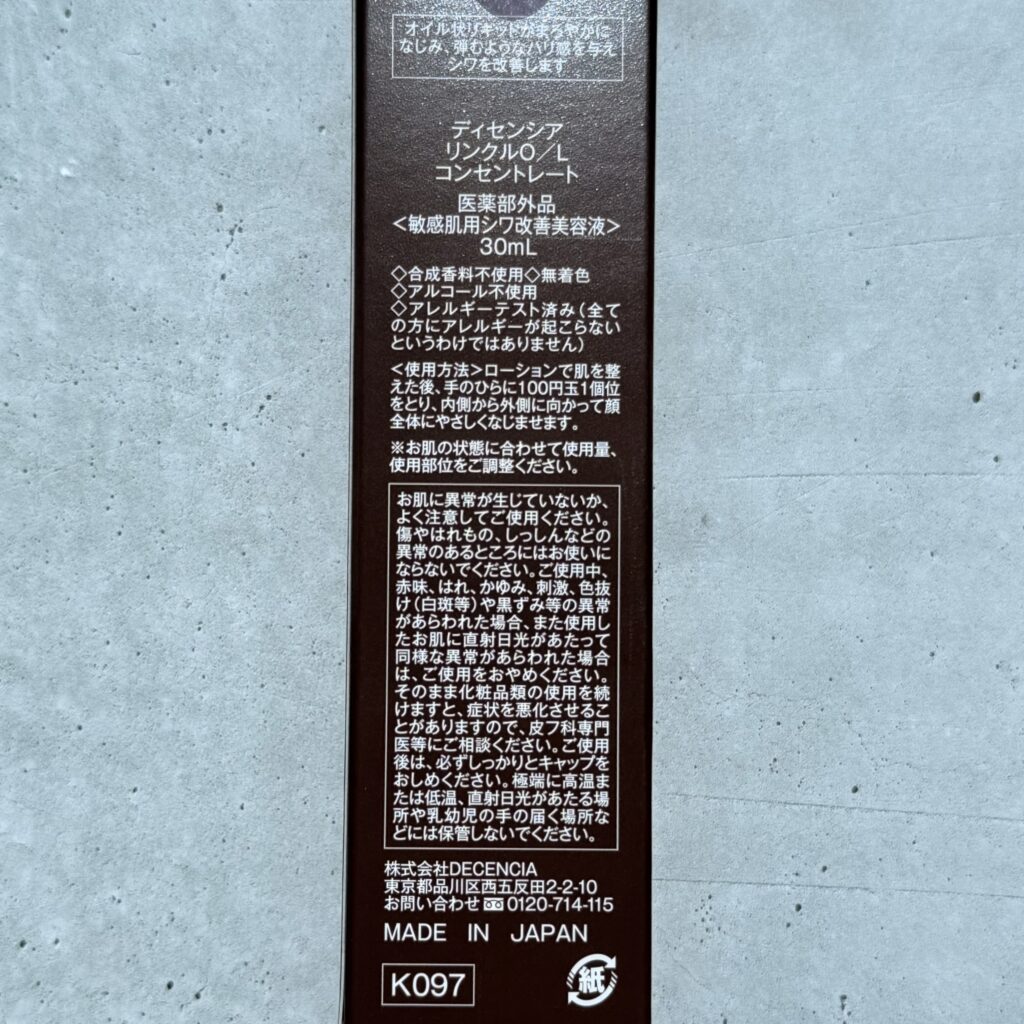 オイル状リキッドがまろやかに
なじみ、弾むようなハリ感を与え
シワを改善します
ディセンシア
リンクルO／L
コンセントレート
医薬部外品
＜敏感肌用シワ改善美容液＞
30mL
◇合成香料不使用◇無着色
◇アルコール不使用
◇アレルギーテスト済み（全て
の方にアレルギーが起こらない
というわけではありません）
＜使用方法＞ローションで肌を整
えた後、手のひらに100円玉1個位
をとり、内側から外側に向かって顔
全体にやさしくなじませます。
※お肌の状態に合わせて使用量、
使用部位をご調整ください。
お肌に異常が生じていないか、
よく注意してご使用ください。
傷やはれもの、しっしんなどの
異常のあるところにはお使いに
ならないでください。ご使用中、
赤味、はれ、かゆみ、刺激、色抜
け（白斑等）や黒ずみ等の異常
があらわれた場合、また使用し
たお肌に直射日光があたって
同様な異常があらわれた場合
は、ご使用をおやめください。
そのまま化粧品類の使用を続
けますと、症状を悪化させるこ
とがありますので、皮フ科専門
医等にご相談ください。ご使用
後は、必ずしっかりとキャップを
おしめください。極端に高温ま
たは低温、直射日光があたる場
所や乳幼児の手の届く場所な
どには保管しないでください。
株式会社DECENCIA
東京都品川区西五反田2-2-10
お問い合わせ 0120-714-115
MADE IN JAPAN
K097
紙